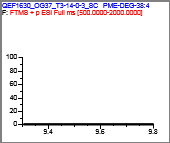 QEF1630_OG37_T3-14-0-3_SC PME-DEG-38:4
F: FTMS + p ESI Full ms [500.0000-2000.0000]
100
80
60
40
20
0
9.4 9.6 9.8